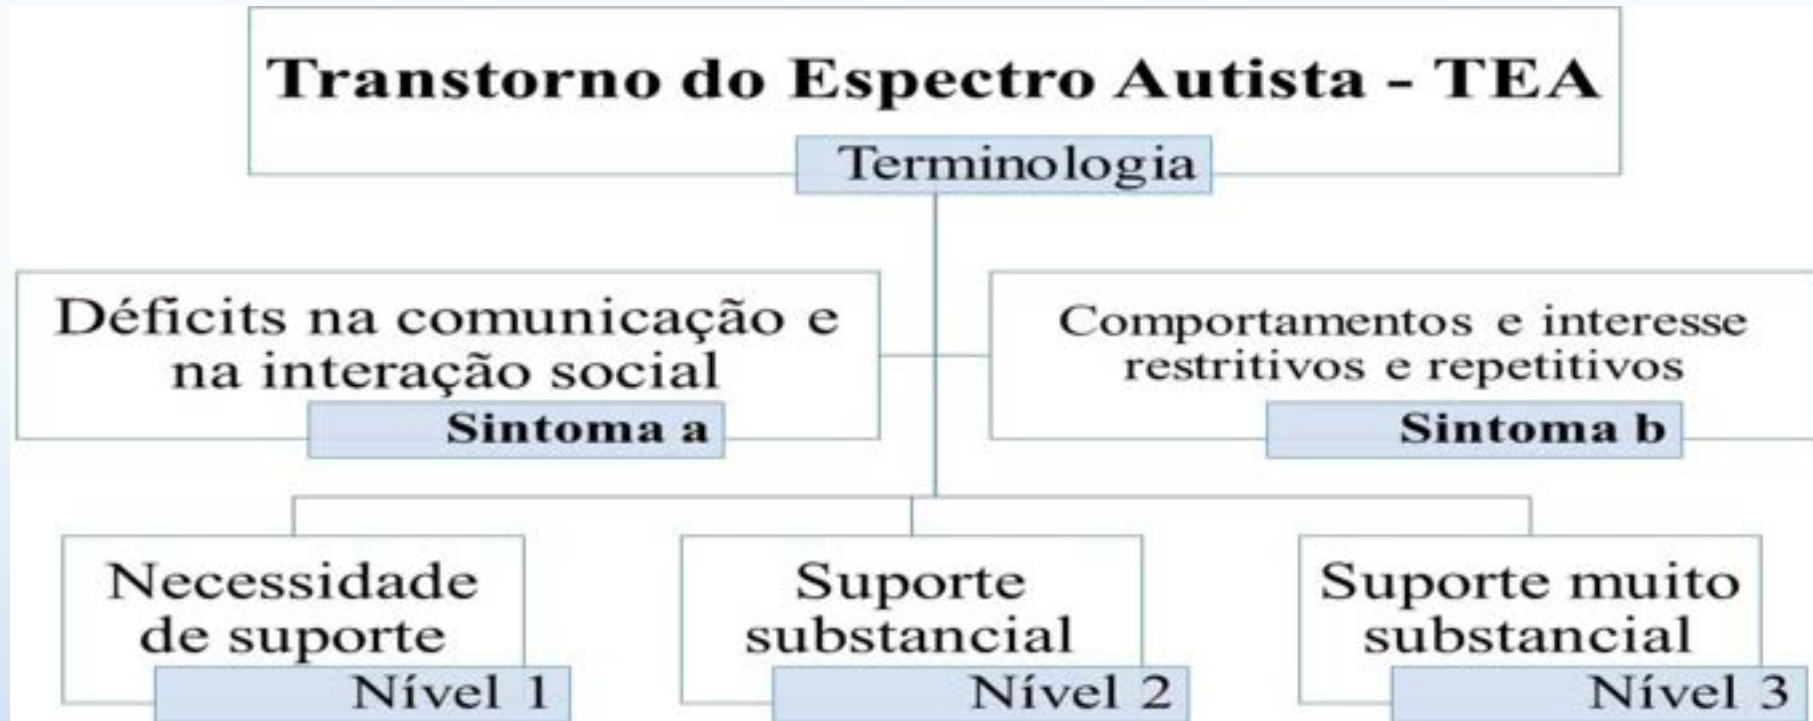 Transtorno do Espectro Autista - TEA
Terminologia
Déficits na comunicação e
na interação social
Sintoma a
Comportamentos e interesse
restritivos e repetitivos
Sintoma b
Necessidade
de suporte
Nível 1
Suporte
substancial
Nível 2
Suporte muito
substancial
Nível 3